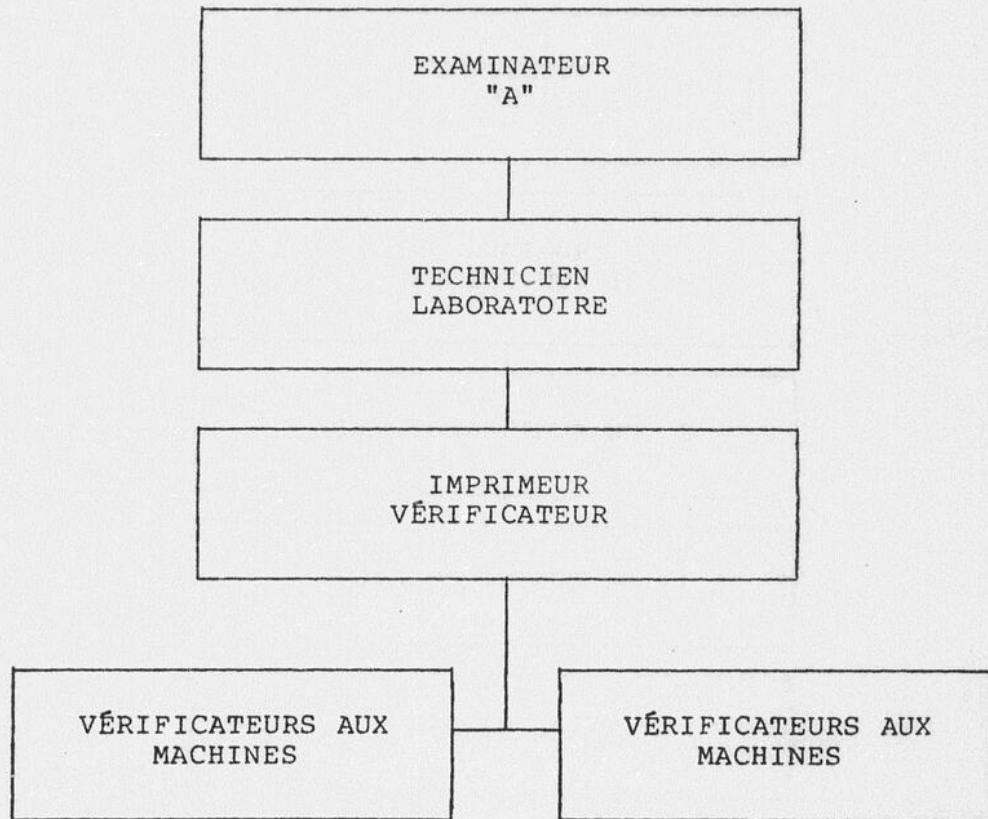 EXAMINATEUR
"A"
TECHNICIEN
LABORATOIRE
IMPRIMEUR
VÉRIFICATEUR
VÉRIFICATEURS AUX
MACHINES
VÉRIFICATEURS AUX
MACHINES